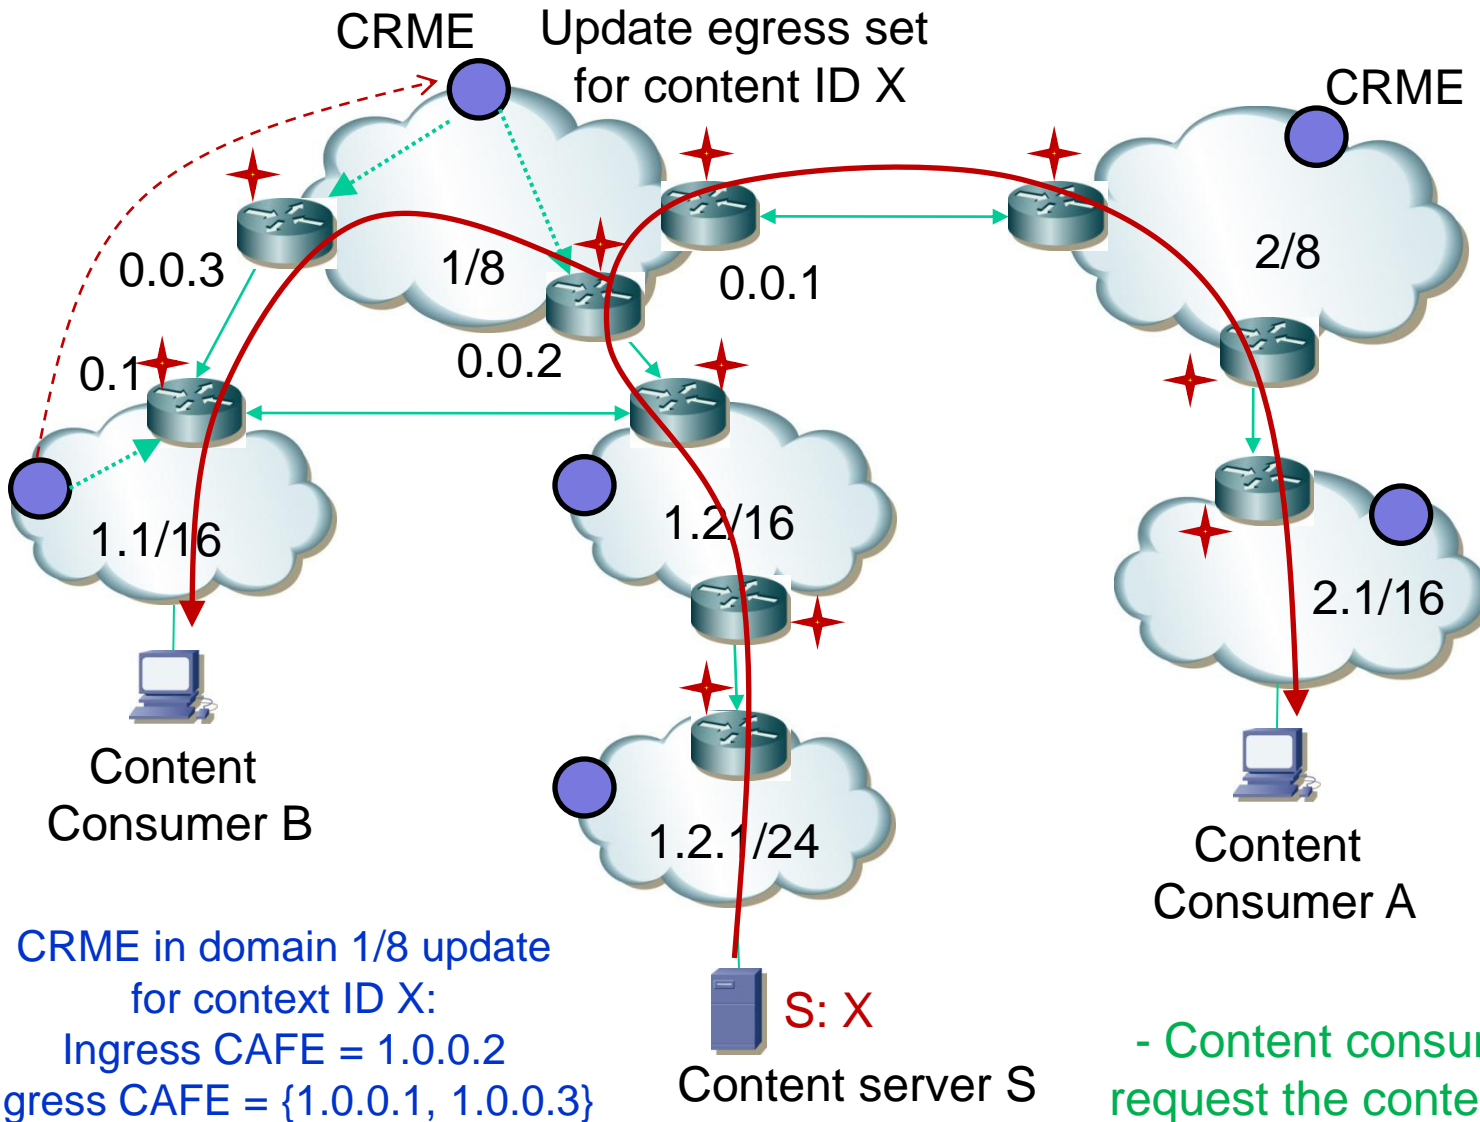 CRME
Update egress set
for content ID X
CRME
0.0.3
1/8
0.0.1
2/8
0.1
0.0.2
1.1/16
1.2/16
2.1/16
Content
Consumer B
1.2.1/24
Content
Consumer A
CRME in domain 1/8 update
for context ID X:
Ingress CAFE = 1.0.0.2
gress CAFE = {1.0.0.1, 1.0.0.3}
S: X
Content server S
- Content consu
request the conte